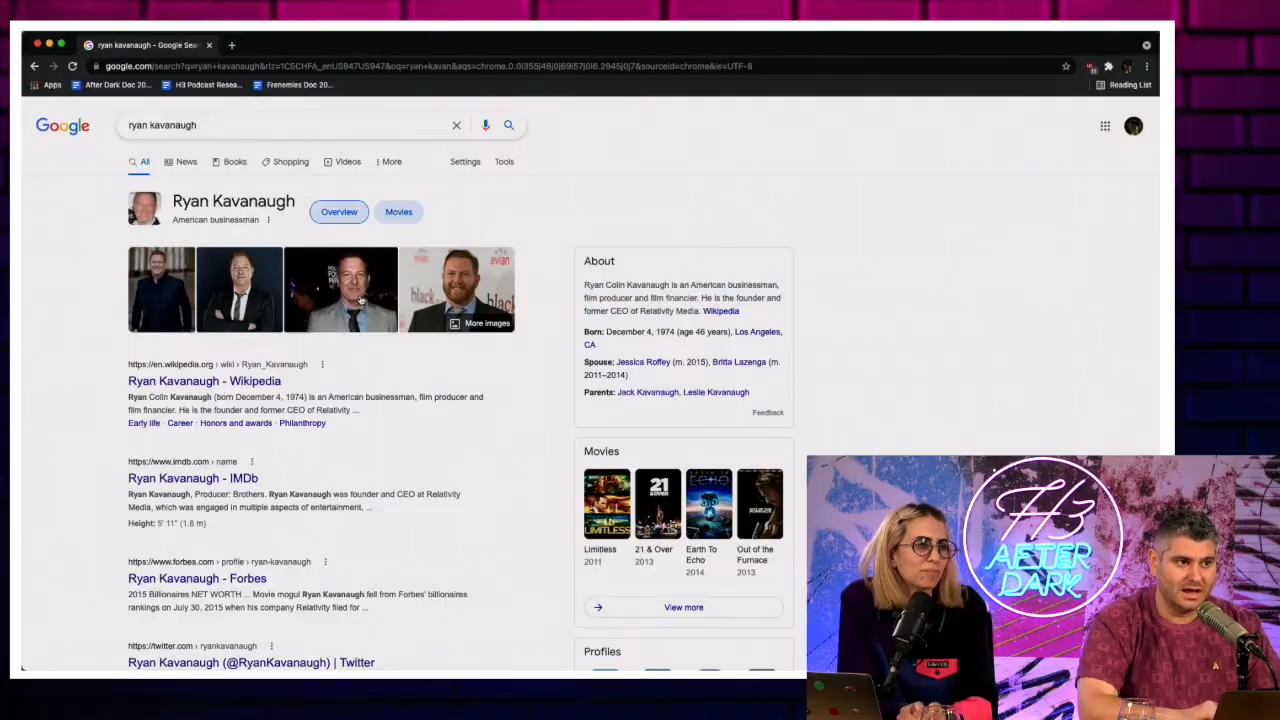 ryan kavanaugh - Google Sea
google.com/search?q=ryan+kavanaugh&rlz=1C5CHFA_enUS947US947&oq=ryan+kavan&aqs=chrome.0.0i355j46j0j69i57j0l6.2945j0j7&sourceid=chrome&ie=UTF-8
Apps After Dark Doc 20... H3 Podcast Resea... Frenemies Doc 20... Reading List
Google
ryan kavanaugh
All News Books Shopping Videos More Settings Tools
Ryan Kavanaugh
American businessman
Overview Movies
evian
black
More images
About
Ryan Colin Kavanaugh is an American businessman,
film producer and film financier. He is the founder and
former CEO of Relativity Media. Wikipedia
Born: December 4, 1974 (age 46 years), Los Angeles,
CA
Spouse: Jessica Roffey (m. 2015), Britta Lazenga (m.
2011–2014)
Parents: Jack Kavanaugh, Leslie Kavanaugh
Feedback
https://en.wikipedia.org › wiki › Ryan_Kavanaugh
Ryan Kavanaugh - Wikipedia
Ryan Colin Kavanaugh (born December 4, 1974) is an American businessman, film producer and
film financier. He is the founder and former CEO of Relativity ...
Early life · Career · Honors and awards · Philanthropy
https://www.imdb.com › name
Ryan Kavanaugh - IMDb
Ryan Kavanaugh, Producer: Brothers. Ryan Kavanaugh was founder and CEO at Relativity
Media, which was engaged in multiple aspects of entertainment, ...
Height: 5' 11" (1.8 m)
https://www.forbes.com › profile › ryan-kavanaugh
Ryan Kavanaugh - Forbes
2015 Billionaires NET WORTH ... Movie mogul Ryan Kavanaugh fell from Forbes' billionaires
rankings on July 30, 2015 when his company Relativity filed for ...
https://twitter.com › ryankavanaugh
Ryan Kavanaugh (@RyanKavanaugh) | Twitter
Movies
LIMITLESS
21
& OVER
ECHO
Limitless
2011
21 & Over
2013
Earth To
Echo
2014
Out of the
Furnace
2013
View more
Profiles
H3
AFTER
DARK